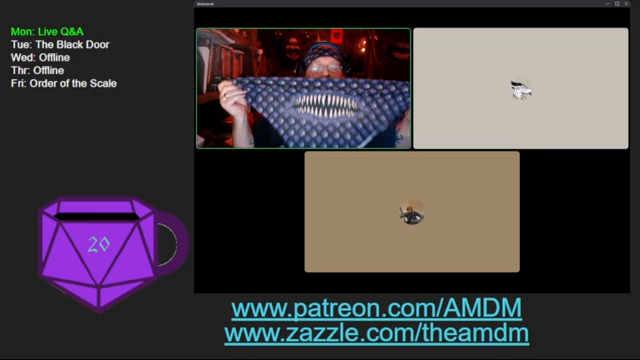 discord
Mon: Live Q&A
Tue: The Black Door
Wed: Offline
Thr: Offline
Fri: Order of the Scale
20
www.patreon.com/AMDM
www.zazzle.com/theamdm